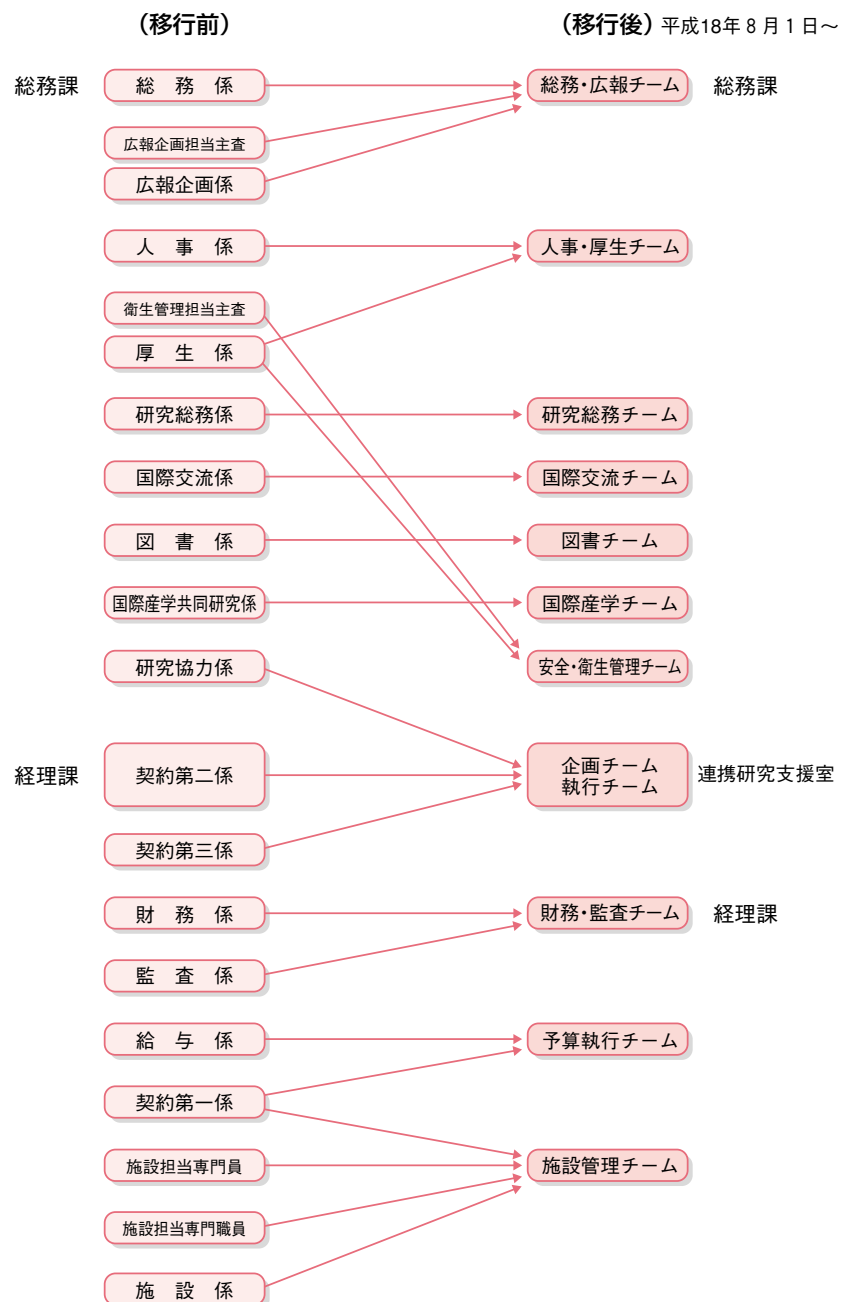 (移行前)
(移行後) 平成18年8月1日～
総務課 総務係 総務・広報チーム 総務課
広報企画担当主査
広報企画係
人事係 人事・厚生チーム
衛生管理担当主査
厚生係
研究総務係 研究総務チーム
国際交流係 国際交流チーム
図書係 図書チーム
国際産学共同研究係 国際産学チーム
研究協力係 安全・衛生管理チーム
経理課 契約第二係 企画チーム
執行チーム 連携研究支援室
契約第三係
財務係 財務・監査チーム 経理課
監査係
給与係 予算執行チーム
契約第一係
施設担当専門員 施設管理チーム
施設担当専門職員
施設係